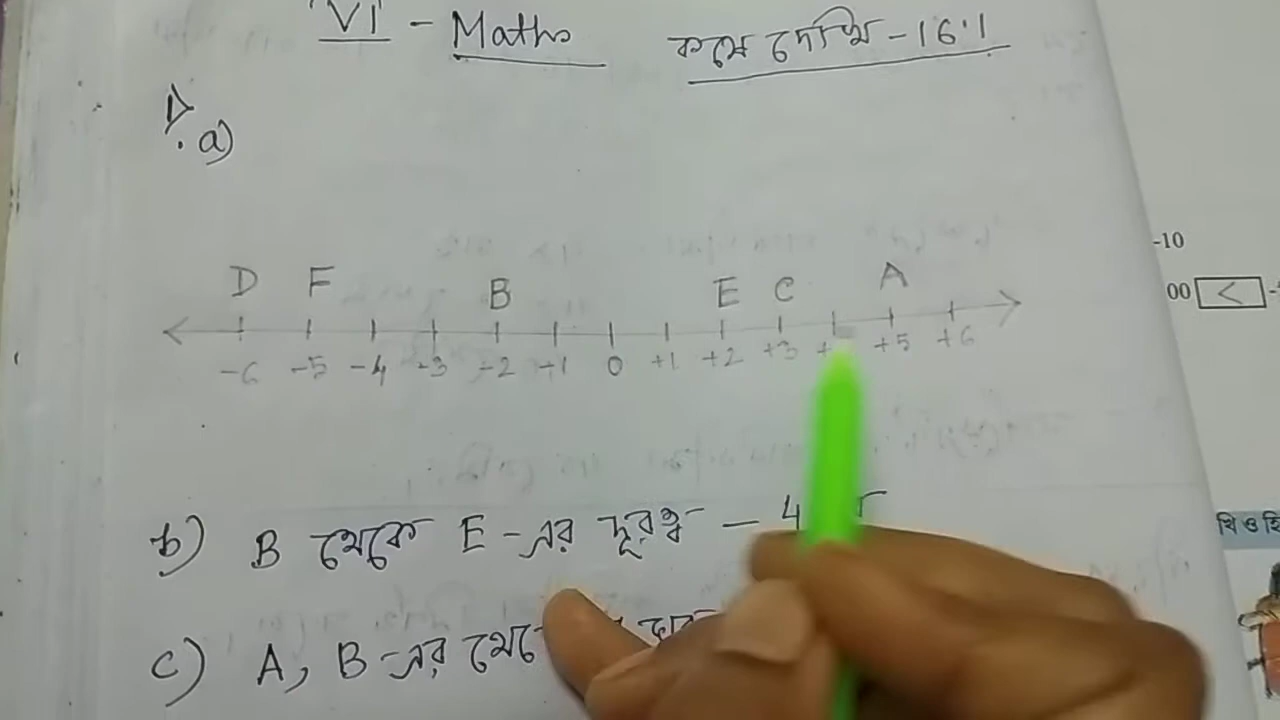 VI - Maths কষে দেখি - 16.1
1. a)
D F B E C A
-6 -5 -4 -3 -2 -1 0 +1 +2 +3 +5 +6
b) B থেকে E-এর দূরত্ব - 4
c) A, B-এর
-10
00 <